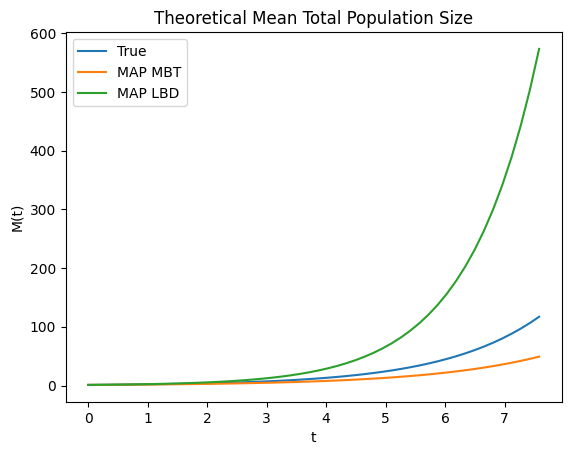 Theoretical Mean Total Population Size
True
MAP MBT
MAP LBD
M(t)
600
500
400
300
200
100
0
0 1 2 3 4 5 6 7
t